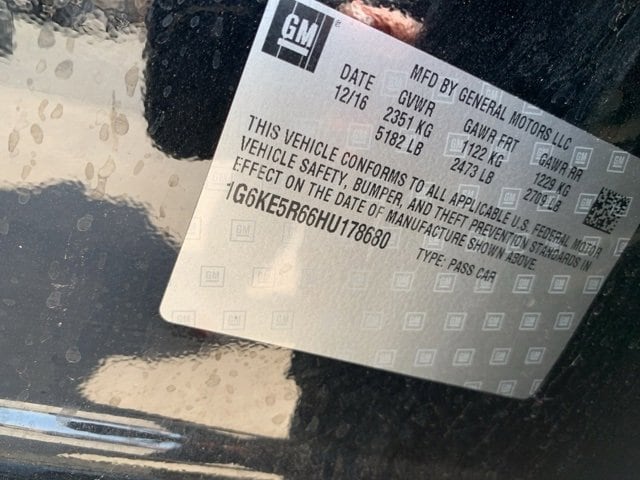 GM
MFD BY GENERAL MOTORS LLC
DATE GVWR GAWR FRT GAWR RR
12/16 2351 KG 1122 KG 1229 KG
5182 LB 2473 LB 2709 LB
THIS VEHICLE CONFORMS TO ALL APPLICABLE U.S. FEDERAL MOTOR
VEHICLE SAFETY, BUMPER, AND THEFT PREVENTION STANDARDS IN
EFFECT ON THE DATE OF MANUFACTURE SHOWN ABOVE.
1G6KE5R66HU178680 TYPE: PASS CAR